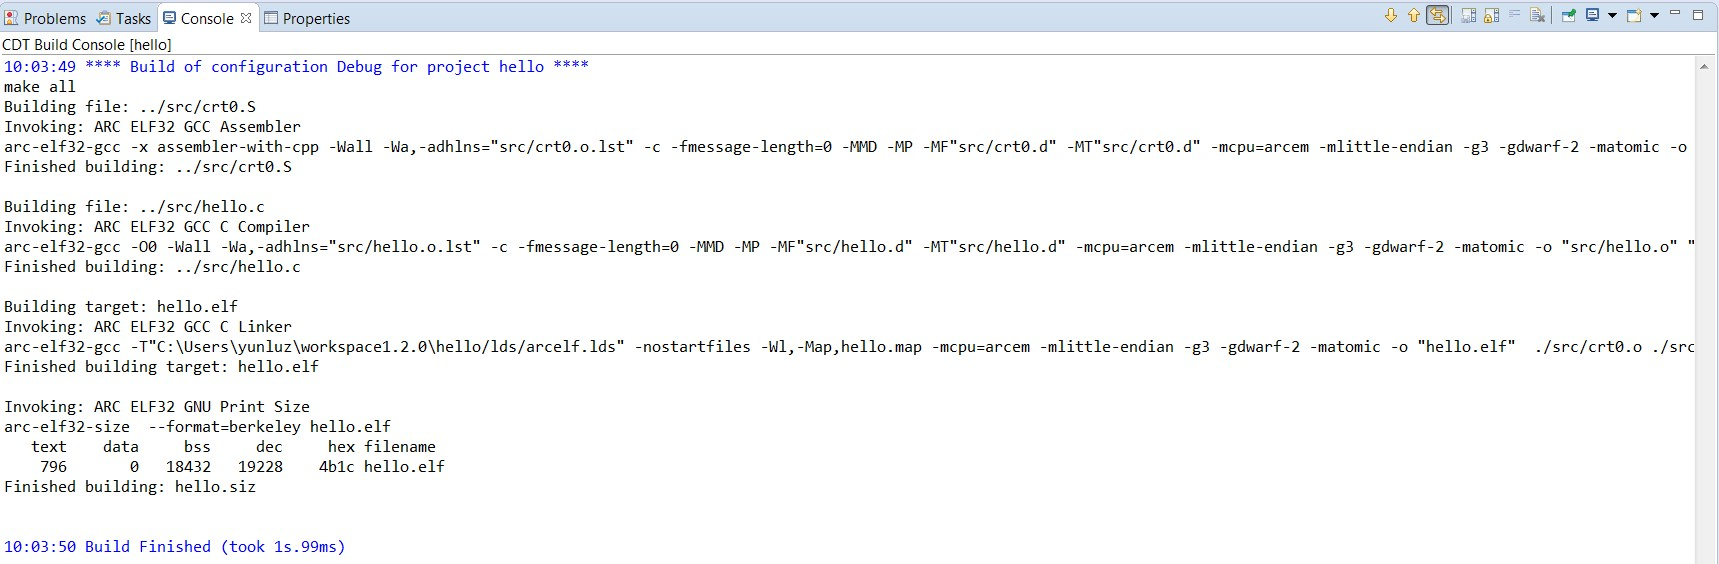 Problems Tasks Console Properties
CDT Build Console [hello]
10:03:49 **** Build of configuration Debug for project hello ****
make all
Building file: ../src/crt0.S
Invoking: ARC ELF32 GCC Assembler
arc-elf32-gcc -x assembler-with-cpp -Wall -Wa,-adhlns="src/crt0.o.lst" -c -fmessage-length=0 -MMD -MP -MF"src/crt0.d" -MT"src/crt0.d" -mcpu=arcem -mlittle-endian -g3 -gdwarf-2 -matomic -o
Finished building: ../src/crt0.S
Building file: ../src/hello.c
Invoking: ARC ELF32 GCC C Compiler
arc-elf32-gcc -O0 -Wall -Wa,-adhlns="src/hello.o.lst" -c -fmessage-length=0 -MMD -MP -MF"src/hello.d" -MT"src/hello.d" -mcpu=arcem -mlittle-endian -g3 -gdwarf-2 -matomic -o "src/hello.o" "
Finished building: ../src/hello.c
Building target: hello.elf
Invoking: ARC ELF32 GCC C Linker
arc-elf32-gcc -T"C:\Users\yunluz\workspace1.2.0\hello/lds/arcelf.lds" -nostartfiles -Wl,-Map,hello.map -mcpu=arcem -mlittle-endian -g3 -gdwarf-2 -matomic -o "hello.elf"  ./src/crt0.o ./src
Finished building target: hello.elf
Invoking: ARC ELF32 GNU Print Size
arc-elf32-size  --format=berkeley hello.elf
text data bss dec hex filename
796 0 18432 19228 4b1c hello.elf
Finished building: hello.siz
10:03:50 Build Finished (took 1s.99ms)